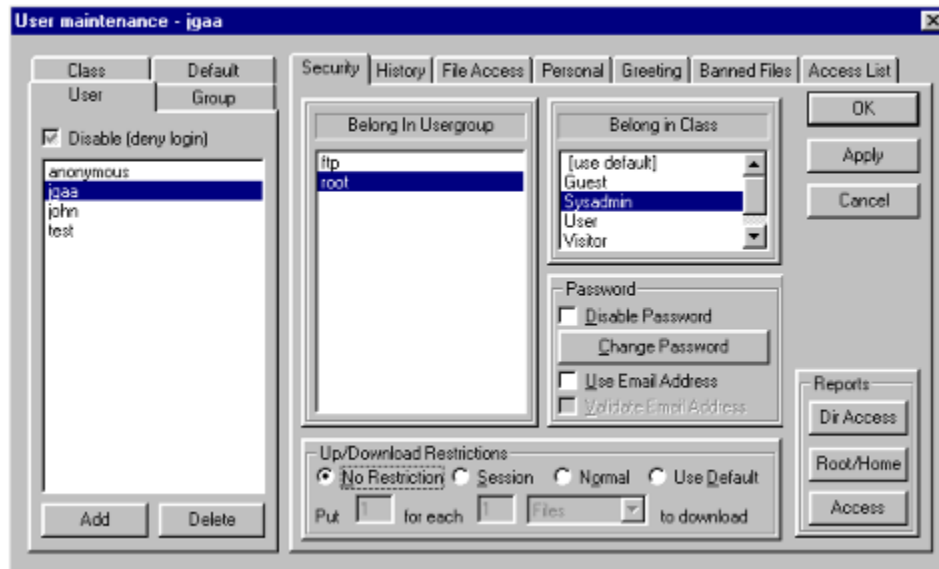 User maintenance - jgaa
Class Default
User Group
Disable (deny login)
anonymous
jgaa
john
test
Add Delete
Security History File Access Personal Greeting Banned Files Access List
Belong In Usergroup
ftp
root
Belong in Class
[use default]
Guest
Sysadmin
User
Visitor
Password
Disable Password
Change Password
Use Email Address
Validate Email Address
Up/Download Restrictions
No Restriction Session Normal Use Default
Put 1 for each 1 Files to download
OK
Apply
Cancel
Reports
Dir Access
Root/Home
Access